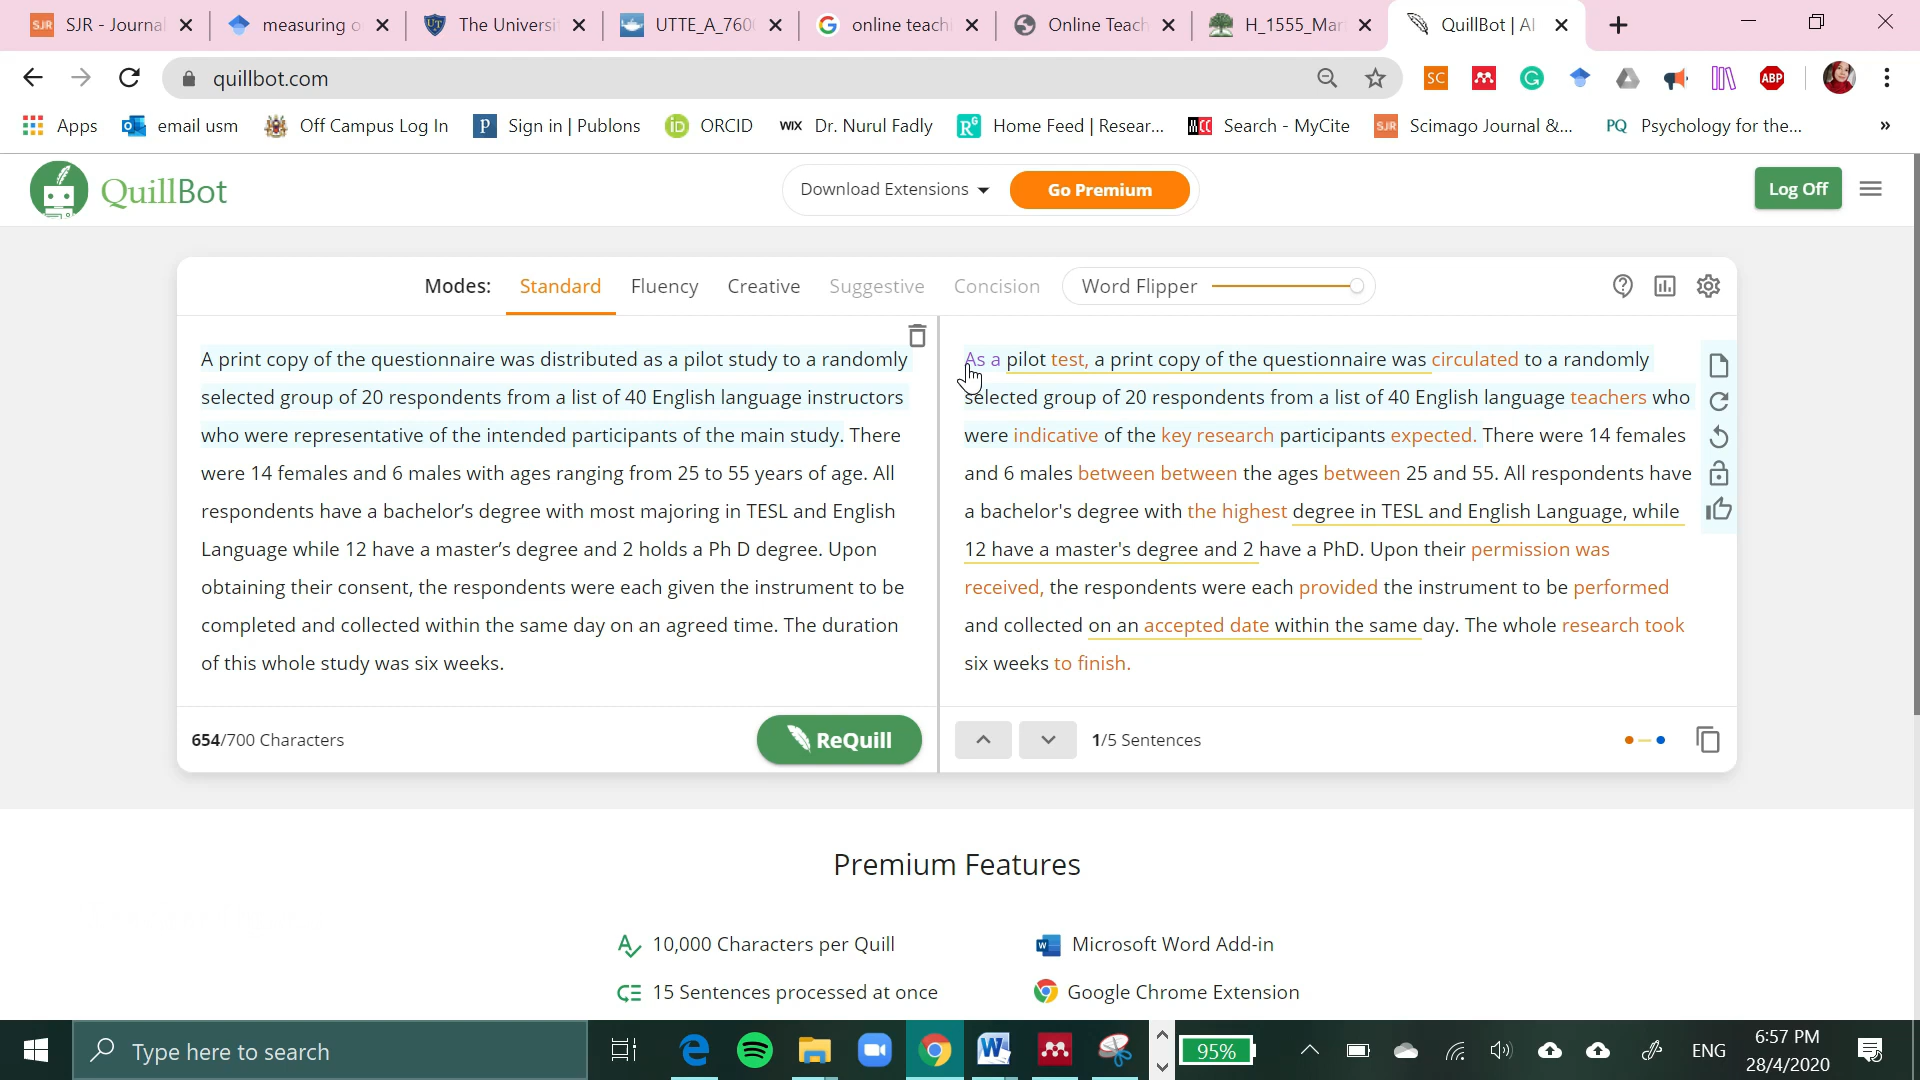 SJR - Journal
measuring o
The Universi
UTTE_A_760
online teachi
Online Teach
H_1555_Mar
QuillBot | AI
quillbot.com
Apps
email usm
Off Campus Log In
Sign in | Publons
ORCID
WIX Dr. Nurul Fadly
Home Feed | Resear...
Search - MyCite
SJR Scimago Journal &...
PQ Psychology for the...
»
QuillBot
Download Extensions
Go Premium
Log Off
Modes:
Standard
Fluency
Creative
Suggestive
Concision
Word Flipper
A print copy of the questionnaire was distributed as a pilot study to a randomly
selected group of 20 respondents from a list of 40 English language instructors
who were representative of the intended participants of the main study. There
were 14 females and 6 males with ages ranging from 25 to 55 years of age. All
respondents have a bachelor’s degree with most majoring in TESL and English
Language while 12 have a master’s degree and 2 holds a Ph D degree. Upon
obtaining their consent, the respondents were each given the instrument to be
completed and collected within the same day on an agreed time. The duration
of this whole study was six weeks.
654/700 Characters
ReQuill
As a pilot test, a print copy of the questionnaire was circulated to a randomly
selected group of 20 respondents from a list of 40 English language teachers who
were indicative of the key research participants expected. There were 14 females
and 6 males between between the ages between 25 and 55. All respondents have
a bachelor's degree with the highest degree in TESL and English Language, while
12 have a master's degree and 2 have a PhD. Upon their permission was
received, the respondents were each provided the instrument to be performed
and collected on an accepted date within the same day. The whole research took
six weeks to finish.
1/5 Sentences
Premium Features
10,000 Characters per Quill
Microsoft Word Add-in
15 Sentences processed at once
Google Chrome Extension
Type here to search
95%
ENG
6:57 PM
28/4/2020